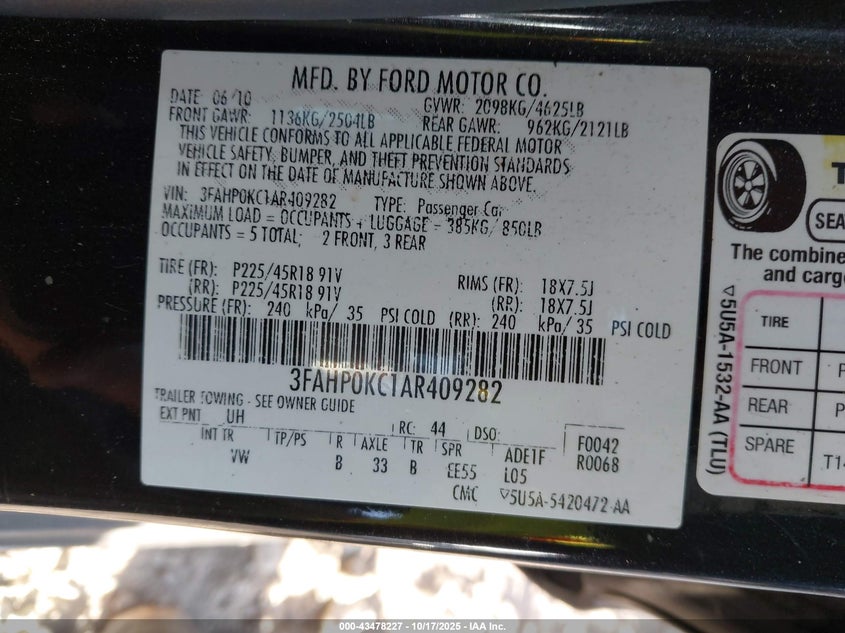 MFD. BY FORD MOTOR CO.
DATE 06/10 GVWR: 2098KG/4625LB
FRONT GAWR: 1136KG/2504LB REAR GAWR: 962KG/2121LB
THIS VEHICLE CONFORMS TO ALL APPLICABLE FEDERAL MOTOR
VEHICLE SAFETY, BUMPER, AND THEFT PREVENTION STANDARDS
IN EFFECT ON THE DATE OF MANUFACTURE SHOWN ABOVE.
VIN: 3FAHP0KC1AR409282 TYPE: Passenger Car
MAXIMUM LOAD = OCCUPANTS + LUGGAGE = 385KG/ 850LB
OCCUPANTS = 5 TOTAL; 2 FRONT, 3 REAR
TIRE (FR): P225/45R18 91V RIMS (FR): 18X7.5J
(RR): P225/45R18 91V (RR): 18X7.5J
PRESSURE (FR): 240 kPa/ 35 PSI COLD (RR): 240 kPa/ 35 PSI COLD
3FAHP0KC1AR409282
TRAILER TOWING - SEE OWNER GUIDE
EXT PNT UH RC: 44 DSO: F0042
INT TR TP/PS R AXLE TR SPR ADE1F R0068
VW B 33 B EE55 L05
CMC ▽5U5A-5420472-AA
SEA
The combine
and cargo
▽5U5A-1532-AA (TLU)
TIRE
FRONT P
REAR P
SPARE T14
000-43478227 - 10/17/2025 - IAA Inc.